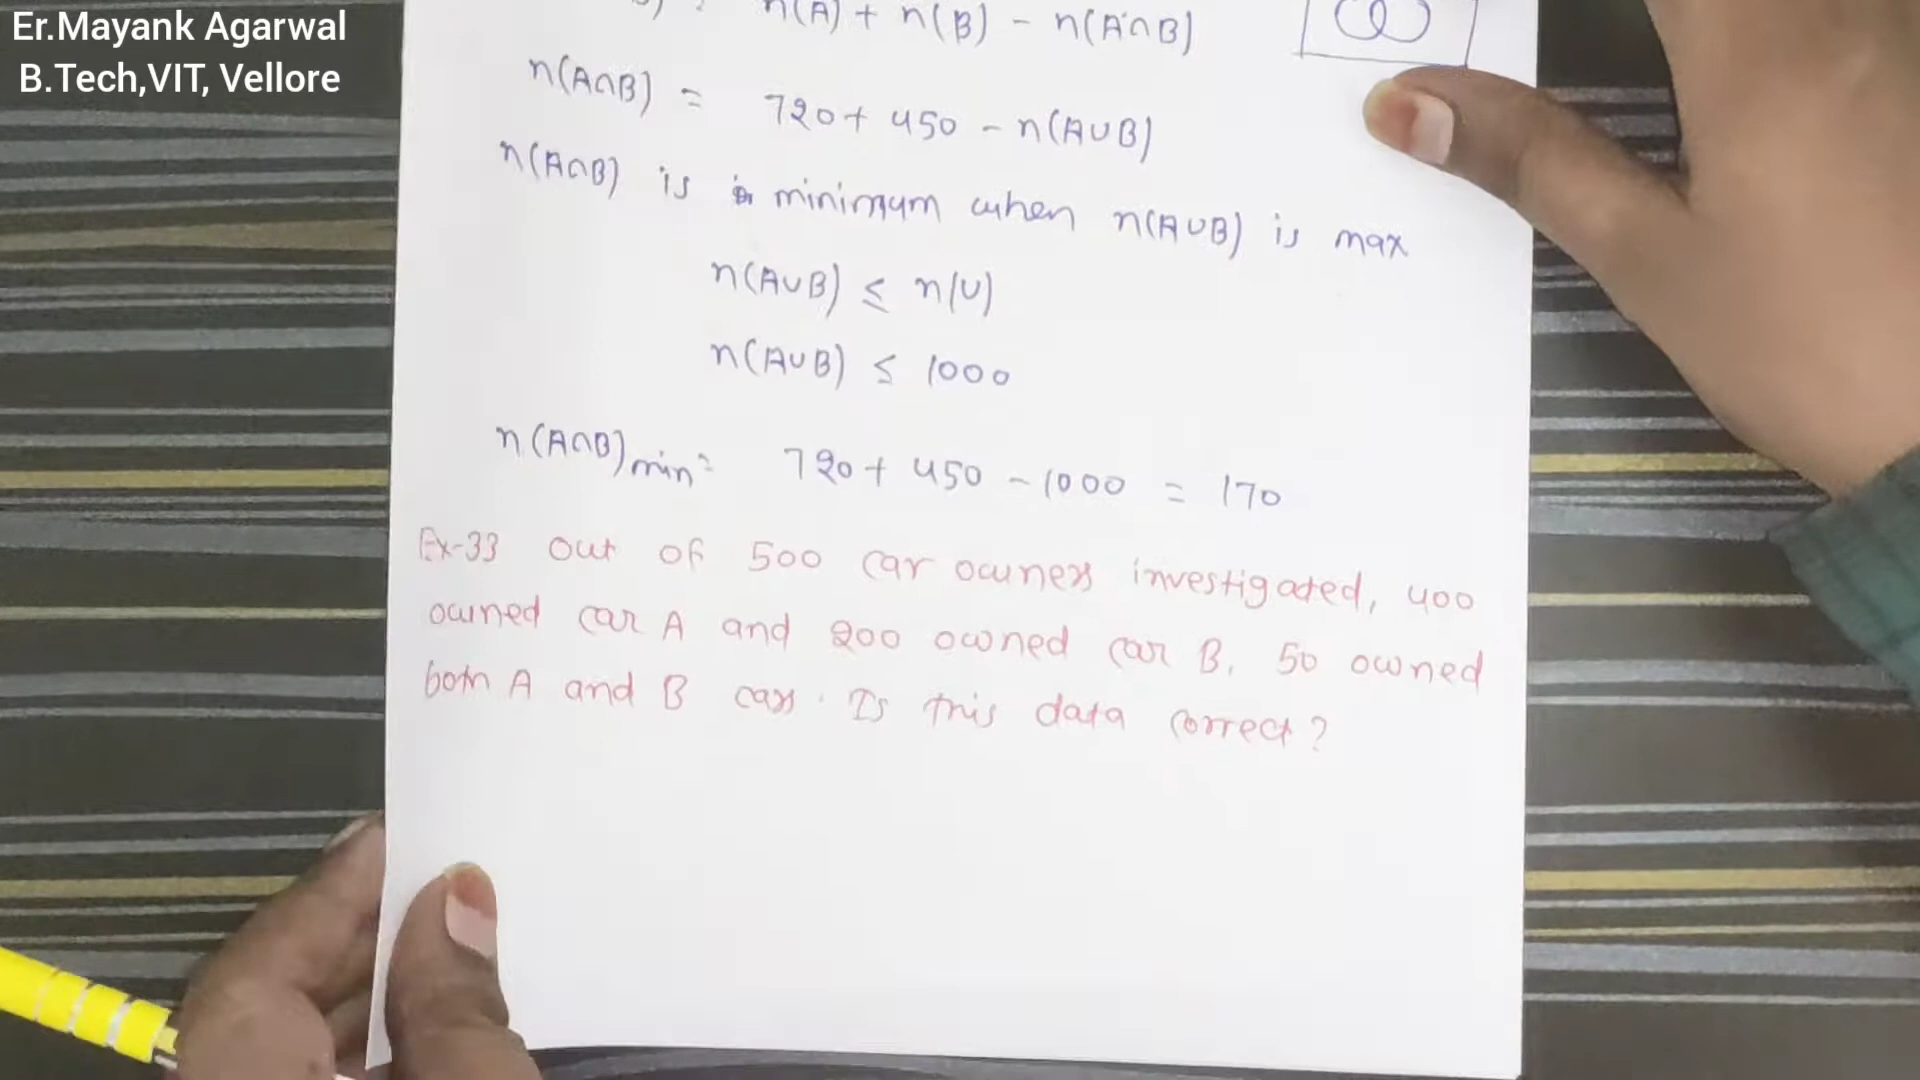 Er.Mayank Agarwal
B.Tech,VIT, Vellore
n(A) + n(B) - n(A∩B)
n(A∩B) = 720 + 450 - n(A∪B)
n(A∩B) is minimum when n(A∪B) is max
n(A∪B) ≤ n(U)
n(A∪B) ≤ 1000
n(A∩B)min = 720 + 450 - 1000 = 170
Ex-33 Out of 500 car owners investigated, 400
owned car A and 200 owned car B, 50 owned
both A and B cars. Is this data correct?